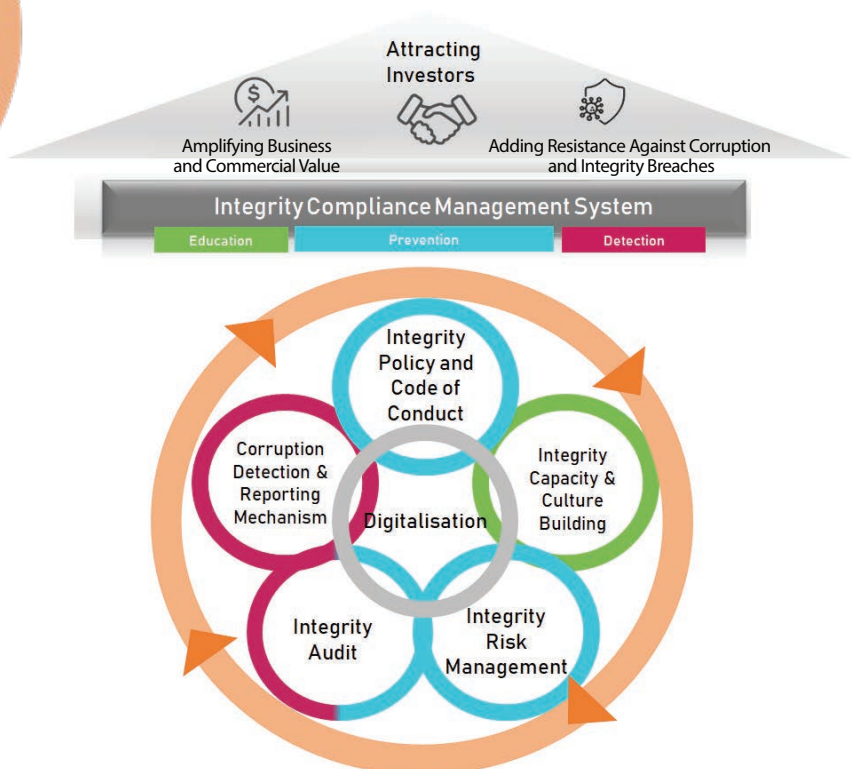 Attracting
Investors
Amplifying Business
and Commercial Value
Adding Resistance Against Corruption
and Integrity Breaches
Integrity Compliance Management System
Education
Prevention
Detection
Integrity
Policy and
Code of
Conduct
Corruption
Detection &
Reporting
Mechanism
Integrity
Capacity &
Culture
Building
Digitalisation
Integrity
Audit
Integrity
Risk
Management